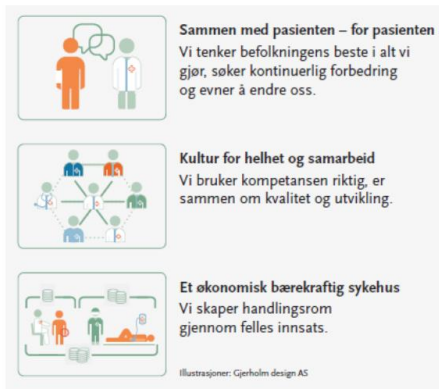 Sammen med pasienten – for pasienten
Vi tenker befolkningens beste i alt vi
gjør, søker kontinuerlig forbedring
og evner å endre oss.
Kultur for helhet og samarbeid
Vi bruker kompetansen riktig, er
sammen om kvalitet og utvikling.
Et økonomisk bærekraftig sykehus
Vi skaper handlingsrom
gjennom felles innsats.
Illustrasjoner: Gjerholm design AS